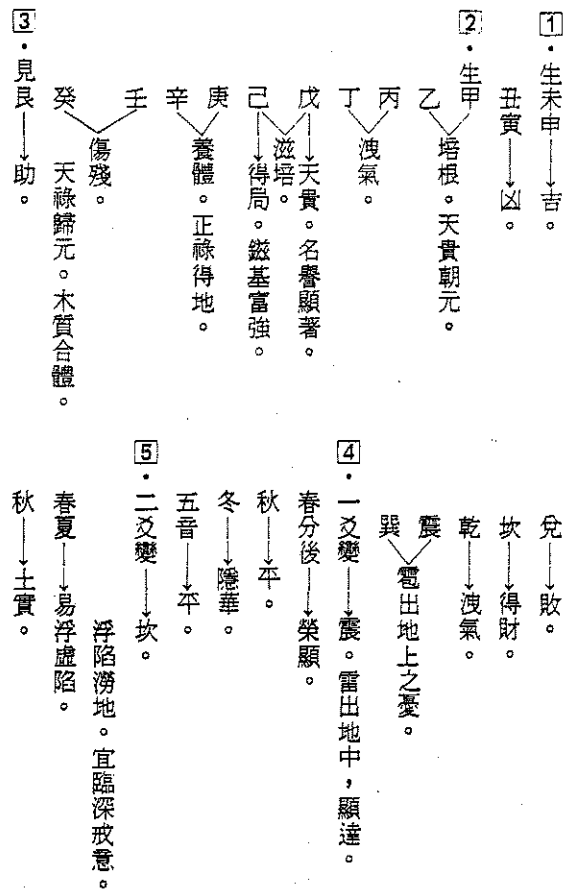 1・生未申→吉。
丑寅→凶。
2・生甲
培根。天貴朝元。
乙
丙
洩氣。
丁
戊→天貴。名譽顯著。
滋培。
己→得局。鎡基富強。
庚
養體。正祿得地。
辛
壬
傷殘。
癸
天祿歸元。木質合體。
3・見艮→助。
兌→敗。
坎→得財。
乾→洩氣。
震
雹出地上之憂。
巽
4・一爻變→震。雷出地中，顯達。
春分後→榮顯。
秋→平。
冬→隱華。
五音→平。
5・二爻變→坎。
浮陷澇地。宜臨深戒意。
春夏→易浮虛陷。
秋→土實。